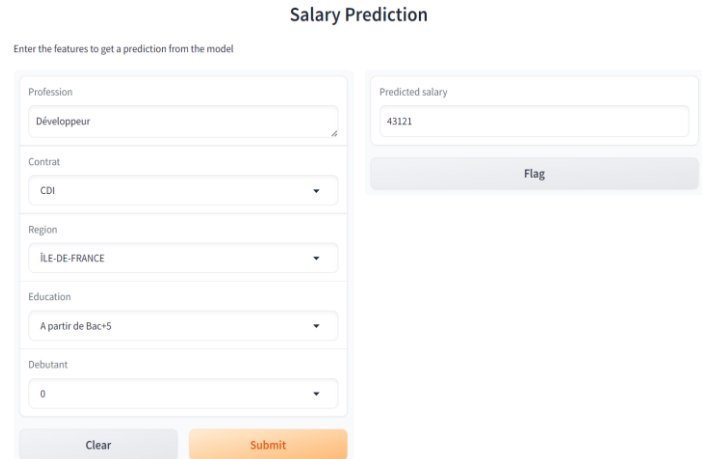 Salary Prediction
Enter the features to get a prediction from the model
Profession
Développeur
Contrat
CDI
Region
ÎLE-DE-FRANCE
Education
A partir de Bac+5
Debutant
0
Clear
Submit
Predicted salary
43121
Flag